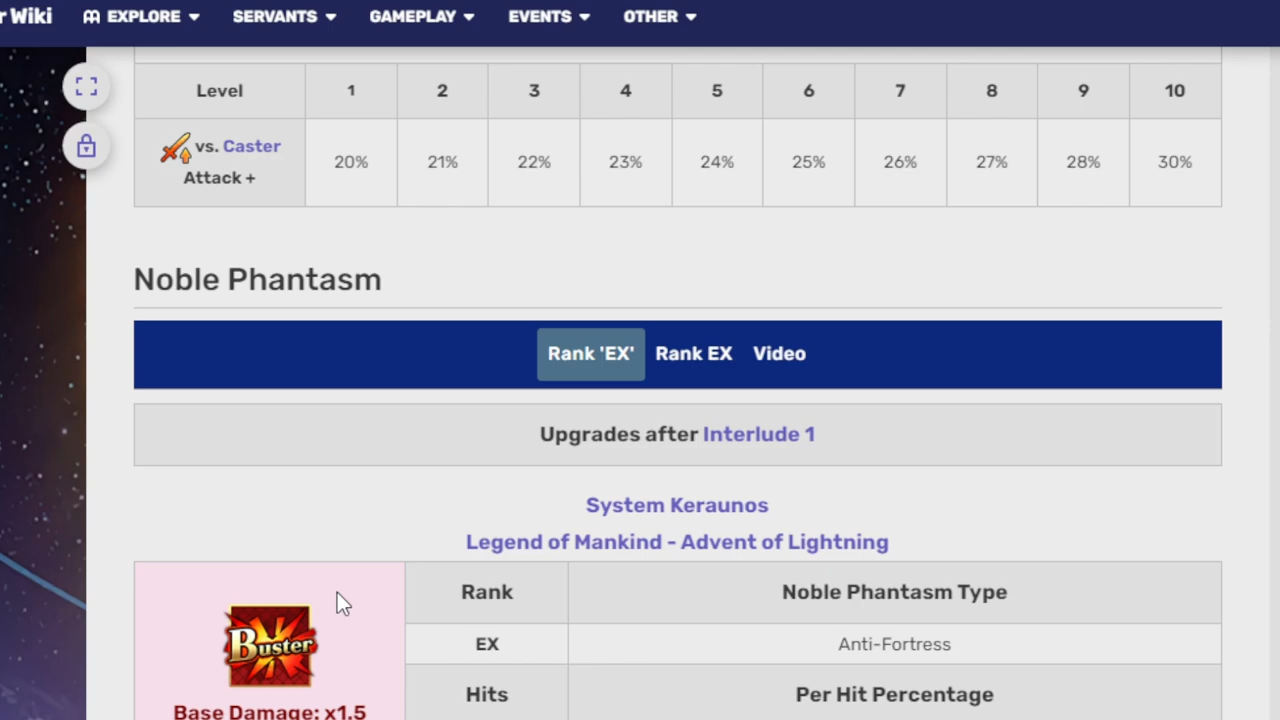 r Wiki EXPLORE SERVANTS GAMEPLAY EVENTS OTHER
Level 1 2 3 4 5 6 7 8 9 10
vs. Caster
Attack + 20% 21% 22% 23% 24% 25% 26% 27% 28% 30%
Noble Phantasm
Rank 'EX' Rank EX Video
Upgrades after Interlude 1
System Keraunos
Legend of Mankind - Advent of Lightning
Rank Noble Phantasm Type
Buster
EX Anti-Fortress
Hits Per Hit Percentage
Base Damage: x1.5